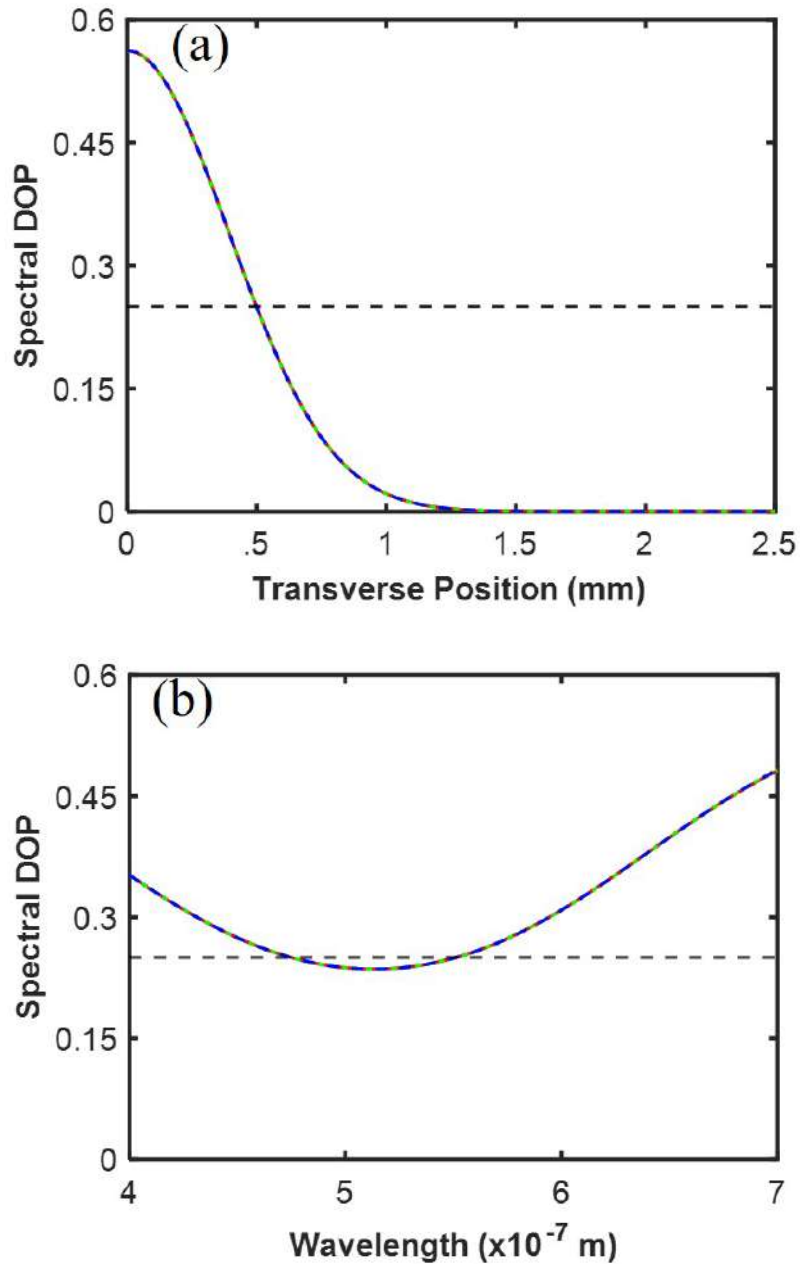 (a)
0.6
0.45
0.3
0.15
0
Spectral DOP
0 .5 1 1.5 2 2.5
Transverse Position (mm)
(b)
0.6
0.45
0.3
0.15
0
Spectral DOP
4 5 6 7
Wavelength (x10⁻⁷ m)